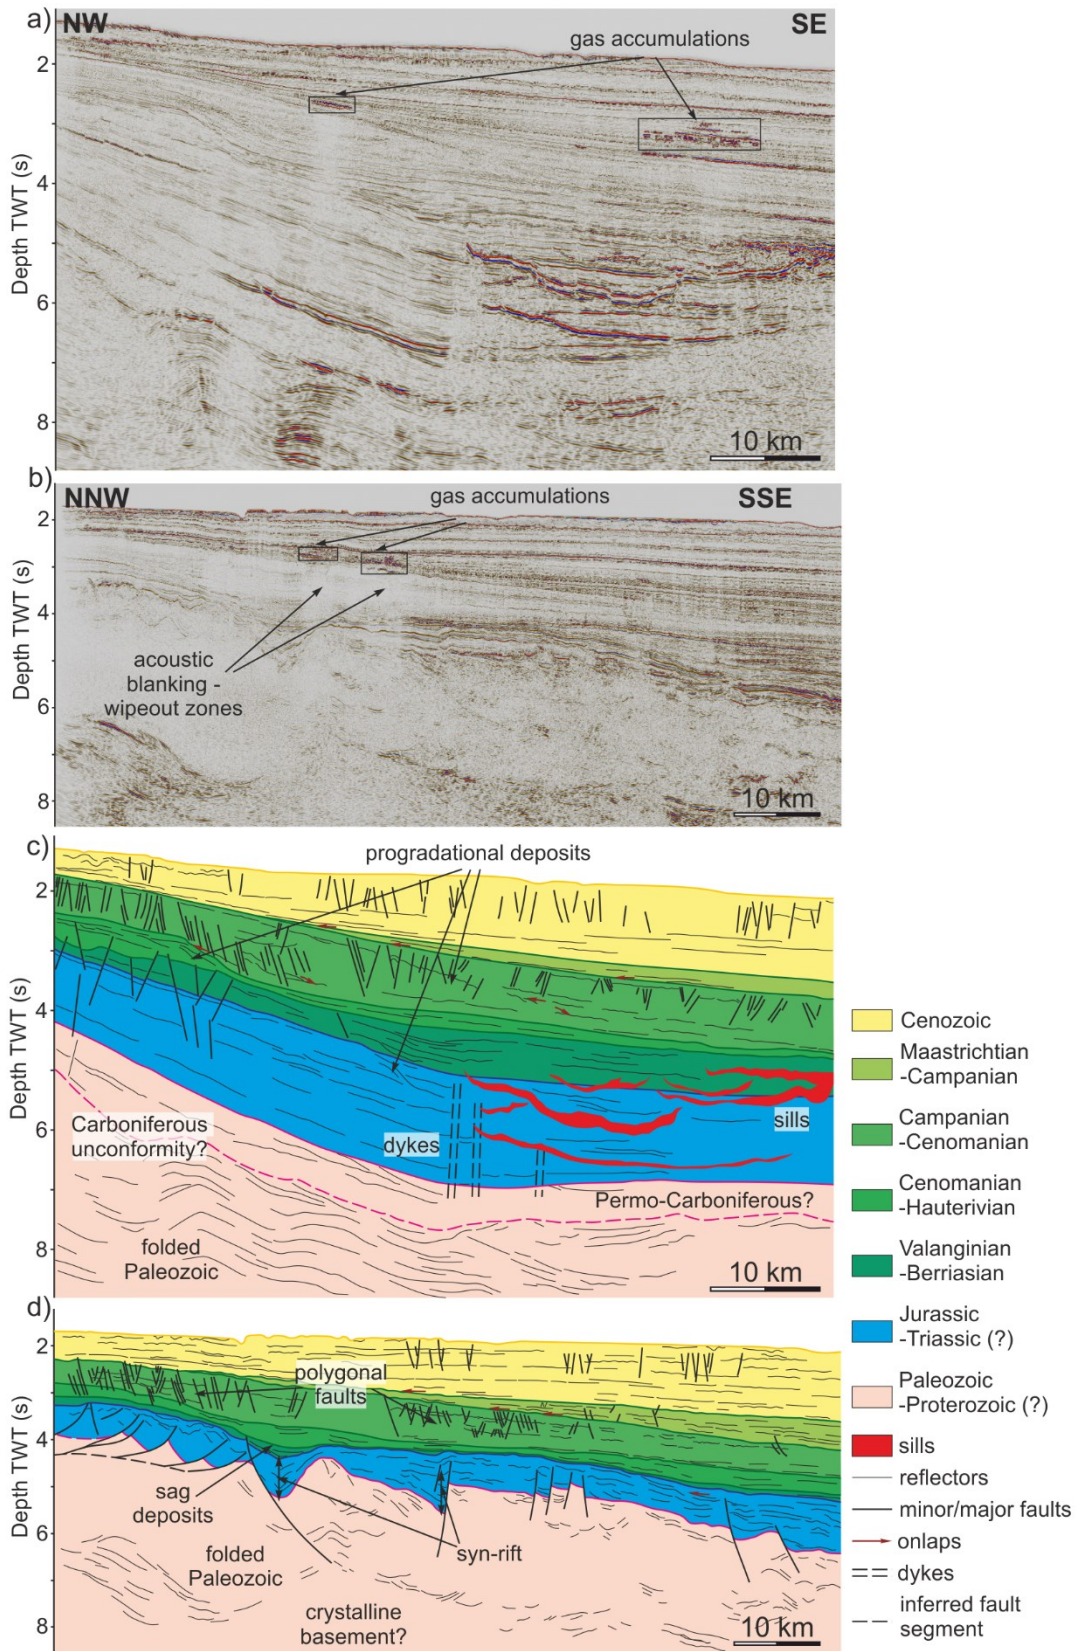 a) NW SE
gas accumulations
2
4
6
8
Depth TWT (s)
10 km
b) NNW SSE
gas accumulations
2
4
6
8
Depth TWT (s)
acoustic
blanking -
wipeout zones
10 km
c)
progradational deposits
2
4
6
8
Depth TWT (s)
Carboniferous
unconformity?
dykes
sills
Permo-Carboniferous?
folded
Paleozoic
10 km
d)
2
4
6
8
Depth TWT (s)
polygonal
faults
sag
deposits
syn-rift
folded
Paleozoic
crystalline
basement?
10 km
Cenozoic
Maastrichtian
-Campanian
Campanian
-Cenomanian
Cenomanian
-Hauterivian
Valanginian
-Berriasian
Jurassic
-Triassic (?)
Paleozoic
-Proterozoic (?)
sills
reflectors
minor/major faults
onlaps
dykes
inferred fault
segment